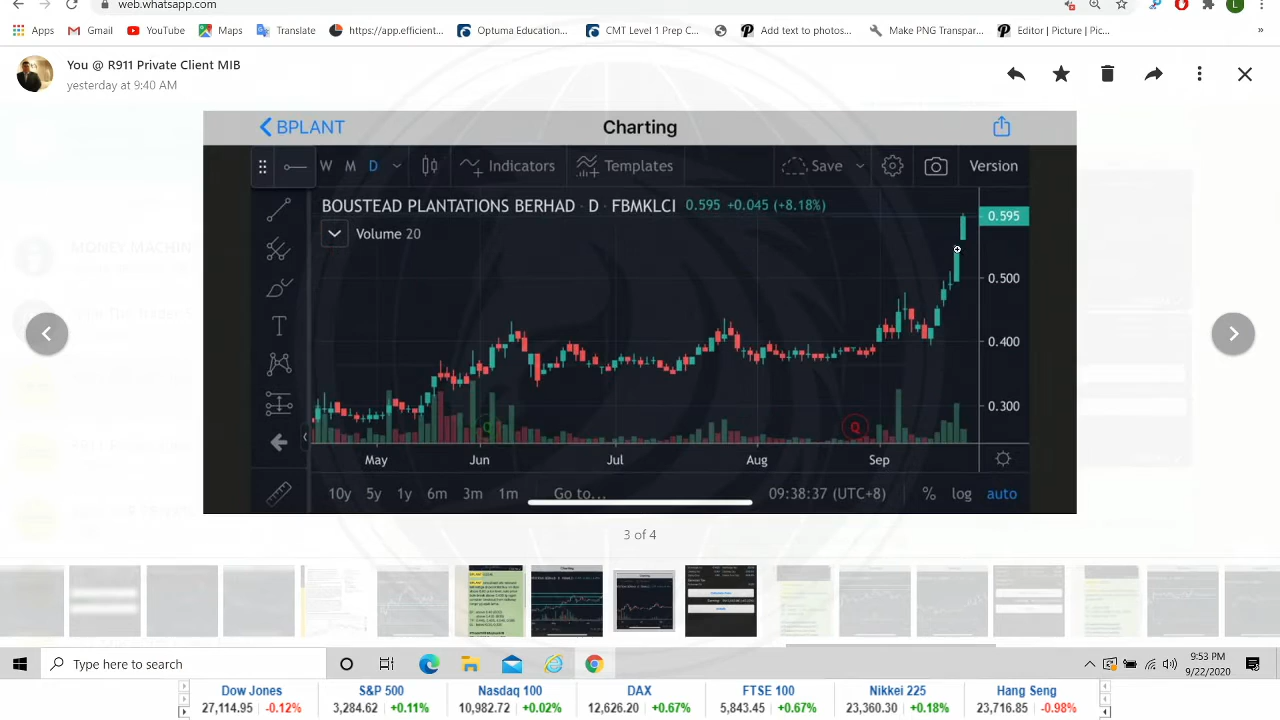 web.whatsapp.com
Apps Gmail YouTube Maps Translate https://app.efficient... Optuma Education... CMT Level 1 Prep C... Add text to photos... Make PNG Transpar... Editor | Picture | Pic... »
L
You @ R911 Private Client MIB
yesterday at 9:40 AM
BPLANT Charting
W M D Indicators Templates Save Version
BOUSTEAD PLANTATIONS BERHAD · D · FBMKLCI 0.595 +0.045 (+8.18%)
0.595
Volume 20
0.500
0.400
0.300
Q Q
May Jun Jul Aug Sep
10y 5y 1y 6m 3m 1m Go to... 09:38:37 (UTC+8) % log auto
3 of 4
Charting
Type here to search
9:53 PM
9/22/2020
Dow Jones S&P 500 Nasdaq 100 DAX FTSE 100 Nikkei 225 Hang Seng
27,114.95 -0.12% 3,284.62 +0.11% 10,982.72 +0.02% 12,626.20 +0.67% 5,843.45 +0.67% 23,360.30 +0.18% 23,716.85 -0.98%